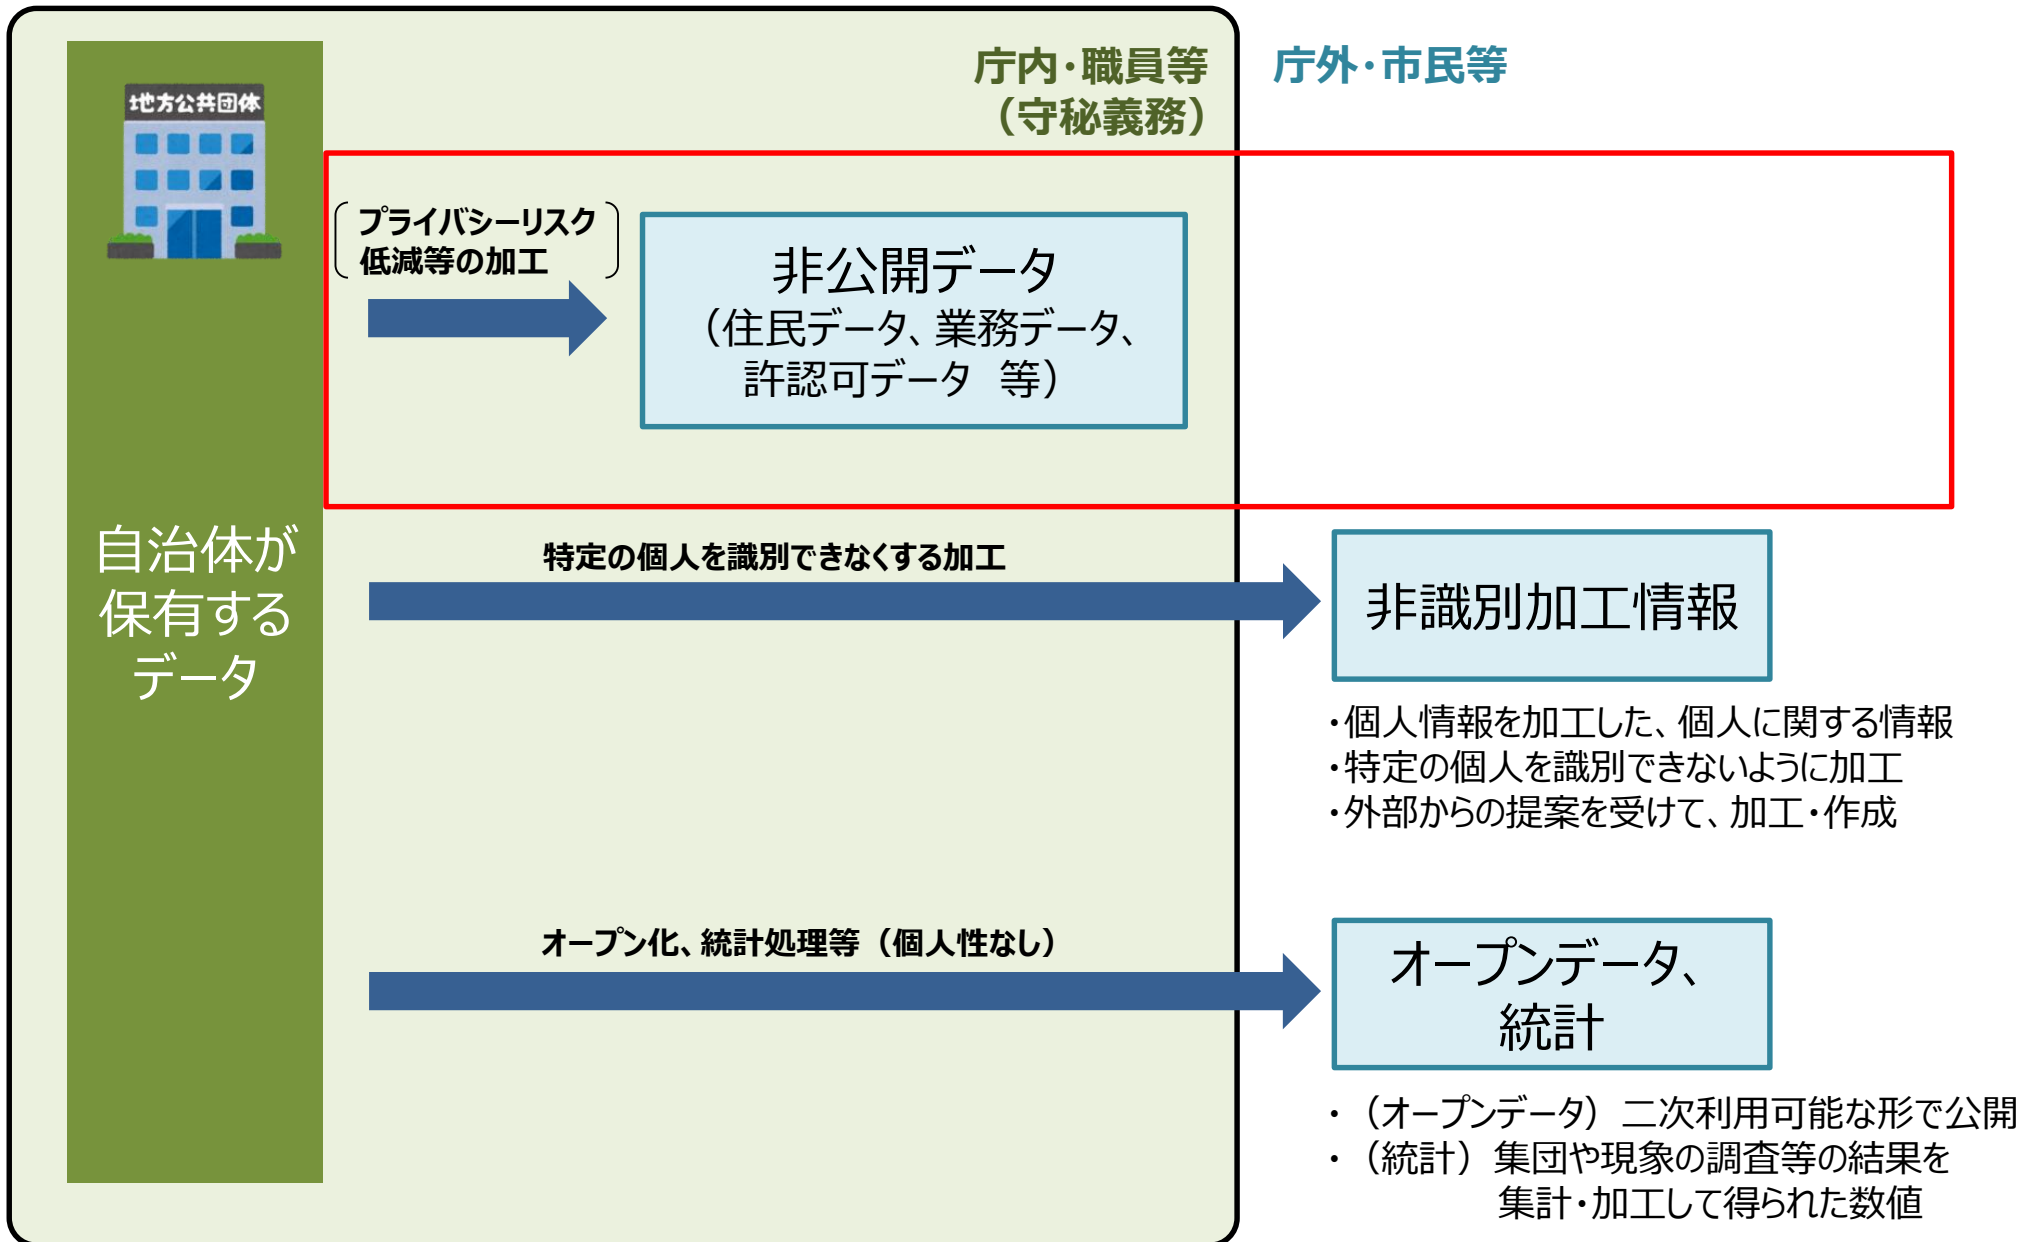 庁内・職員等
（守秘義務）
庁外・市民等
地方公共団体
自治体が
保有する
データ
プライバシーリスク
低減等の加工
非公開データ
（住民データ、業務データ、
許認可データ　等）
特定の個人を識別できなくする加工
非識別加工情報
・個人情報を加工した、個人に関する情報
・特定の個人を識別できないように加工
・外部からの提案を受けて、加工・作成
オープン化、統計処理等（個人性なし）
オープンデータ、
統計
・（オープンデータ）二次利用可能な形で公開
・（統計）集団や現象の調査等の結果を
集計・加工して得られた数値